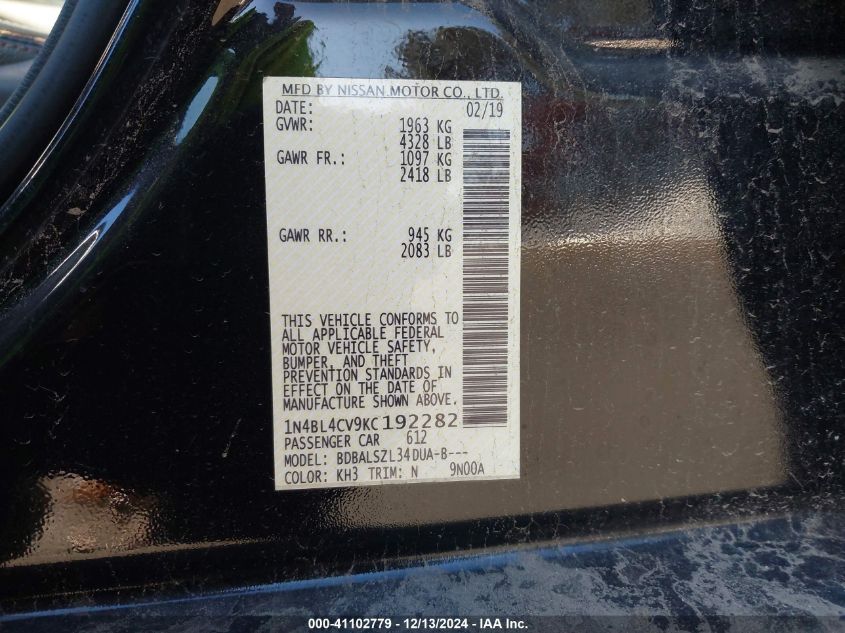 MFD BY NISSAN MOTOR CO., LTD.
DATE: 02/19
GVWR: 1963 KG
4328 LB
GAWR FR.: 1097 KG
2418 LB
GAWR RR.: 945 KG
2083 LB
THIS VEHICLE CONFORMS TO
ALL APPLICABLE FEDERAL
MOTOR VEHICLE SAFETY,
BUMPER, AND THEFT
PREVENTION STANDARDS IN
EFFECT ON THE DATE OF
MANUFACTURE SHOWN ABOVE.
1N4BL4CV9KC192282
PASSENGER CAR 612
MODEL: BDBALSZL34DUA-B---
COLOR: KH3 TRIM: N 9N00A
000-41102779 - 12/13/2024 - IAA Inc.